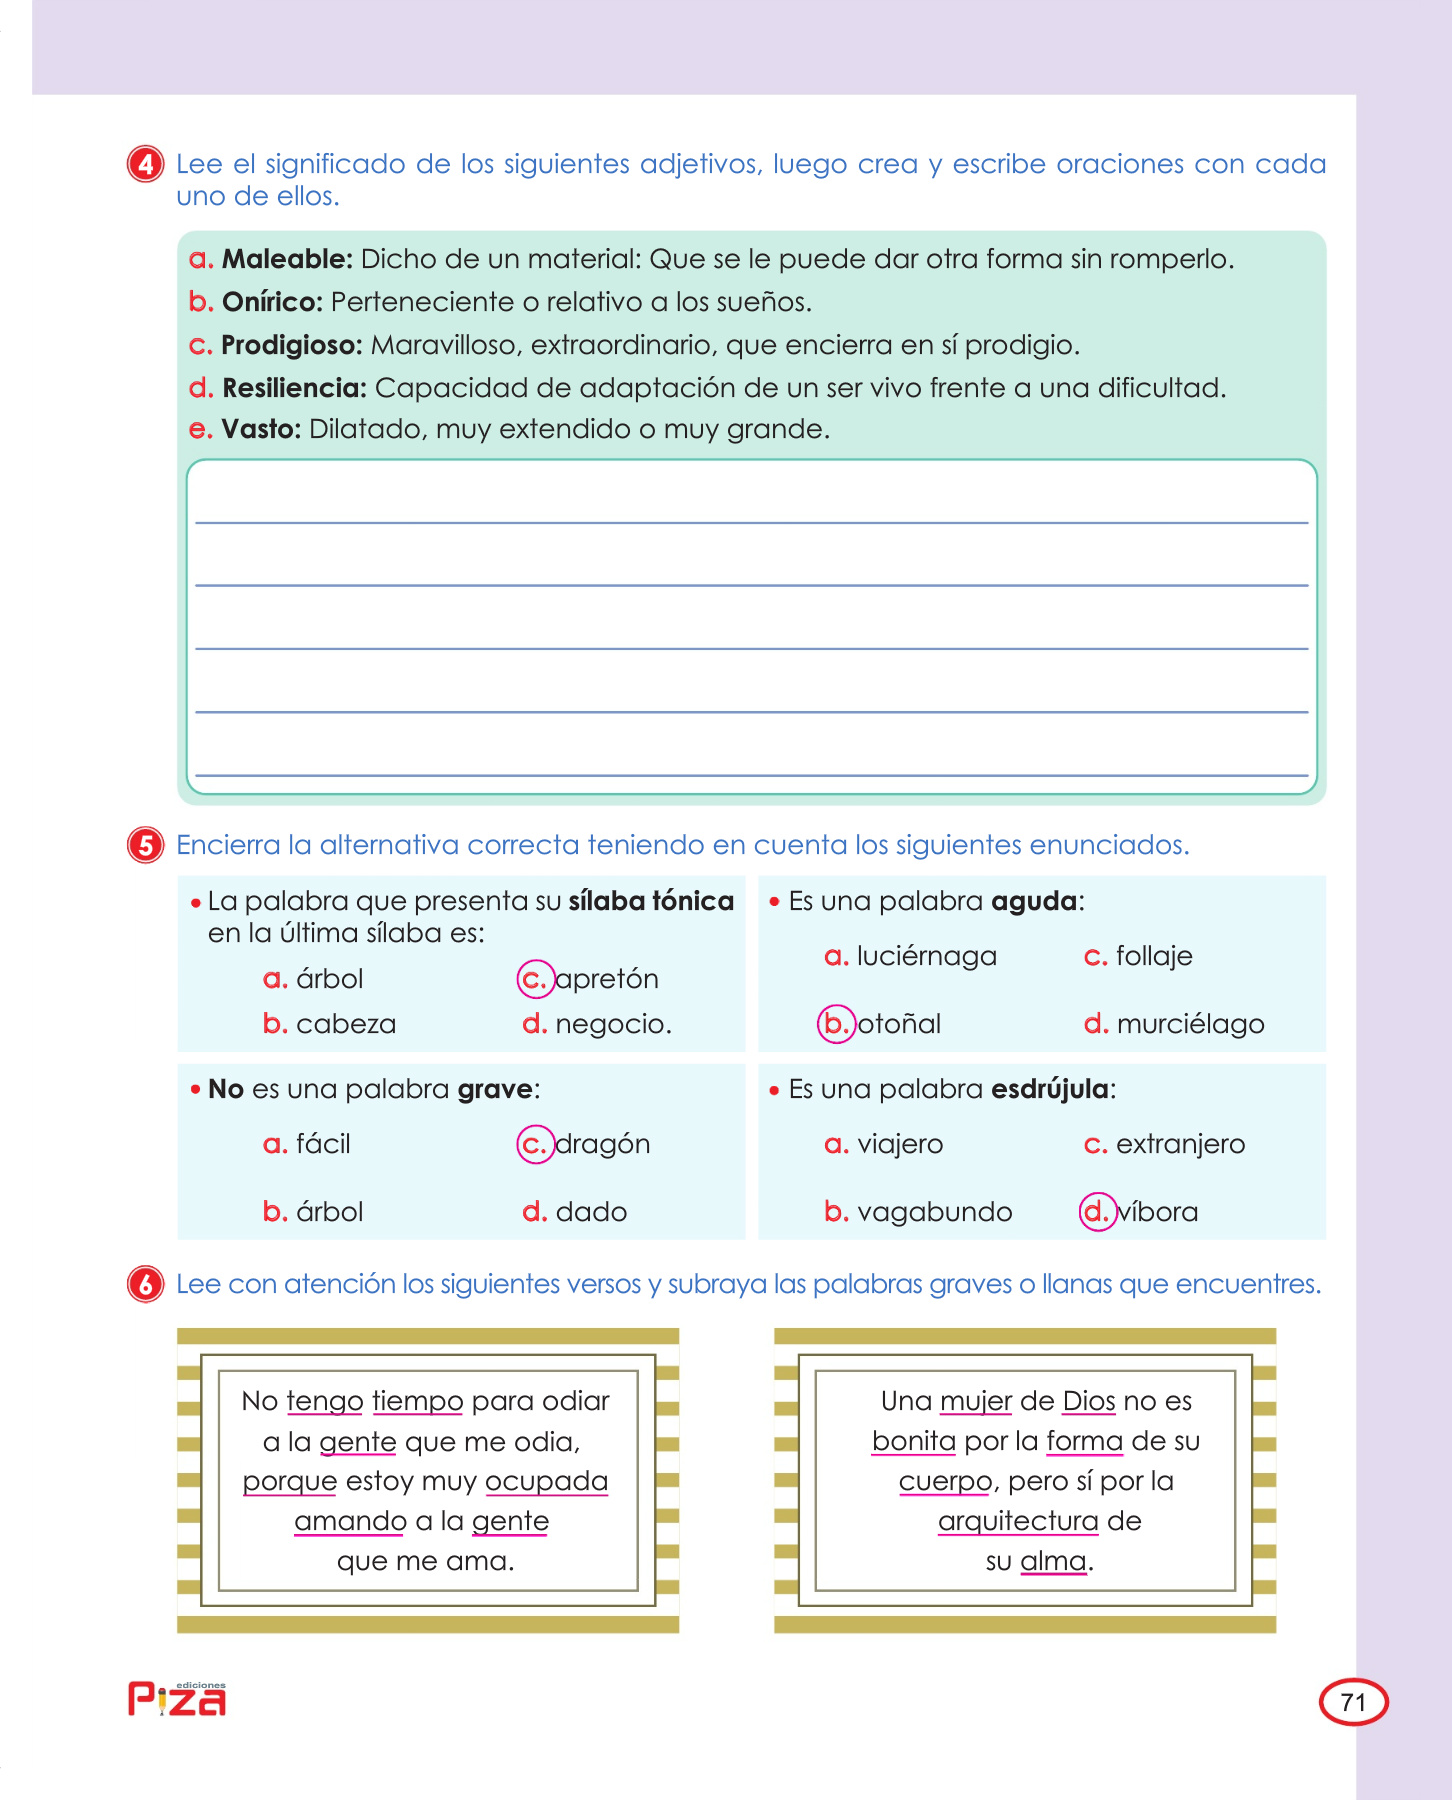 4 Lee el significado de los siguientes adjetivos, luego crea y escribe oraciones con cada
uno de ellos.
a. Maleable: Dicho de un material: Que se le puede dar otra forma sin romperlo.
b. Onírico: Perteneciente o relativo a los sueños.
c. Prodigioso: Maravilloso, extraordinario, que encierra en sí prodigio.
d. Resiliencia: Capacidad de adaptación de un ser vivo frente a una dificultad.
e. Vasto: Dilatado, muy extendido o muy grande.
5 Encierra la alternativa correcta teniendo en cuenta los siguientes enunciados.
• La palabra que presenta su sílaba tónica
en la última sílaba es:
a. árbol
c. apretón
b. cabeza
d. negocio.
• Es una palabra aguda:
a. luciérnaga
c. follaje
b. otoñal
d. murciélago
• No es una palabra grave:
a. fácil
c. dragón
b. árbol
d. dado
• Es una palabra esdrújula:
a. viajero
c. extranjero
b. vagabundo
d. víbora
6 Lee con atención los siguientes versos y subraya las palabras graves o llanas que encuentres.
No tengo tiempo para odiar
a la gente que me odia,
porque estoy muy ocupada
amando a la gente
que me ama.
Una mujer de Dios no es
bonita por la forma de su
cuerpo, pero sí por la
arquitectura de
su alma.
ediciones
Piza
71